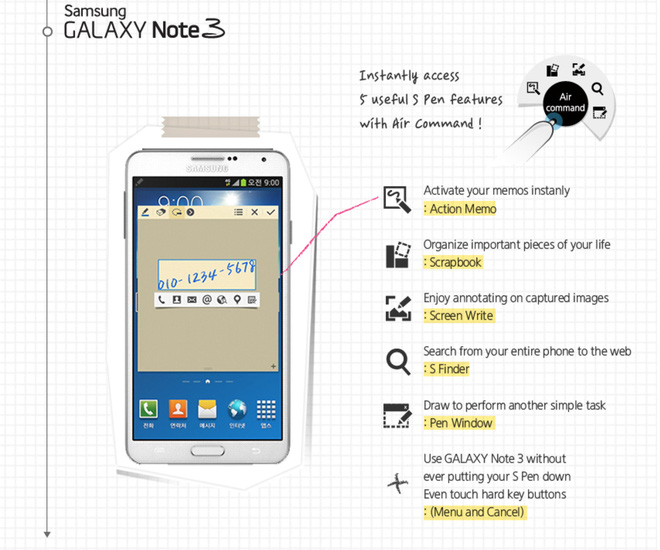 Samsung
GALAXY Note 3
Instantly access
5 useful S Pen features
with Air Command !
Air
command
SAMSUNG
오전 9:00
9:00
010-1234-5678
전화
연락처
메시지
인터넷
앱스
Activate your memos instanly
: Action Memo
Organize important pieces of your life
: Scrapbook
Enjoy annotating on captured images
: Screen Write
Search from your entire phone to the web
: S Finder
Draw to perform another simple task
: Pen Window
Use GALAXY Note 3 without
ever putting your S Pen down
Even touch hard key buttons
: (Menu and Cancel)